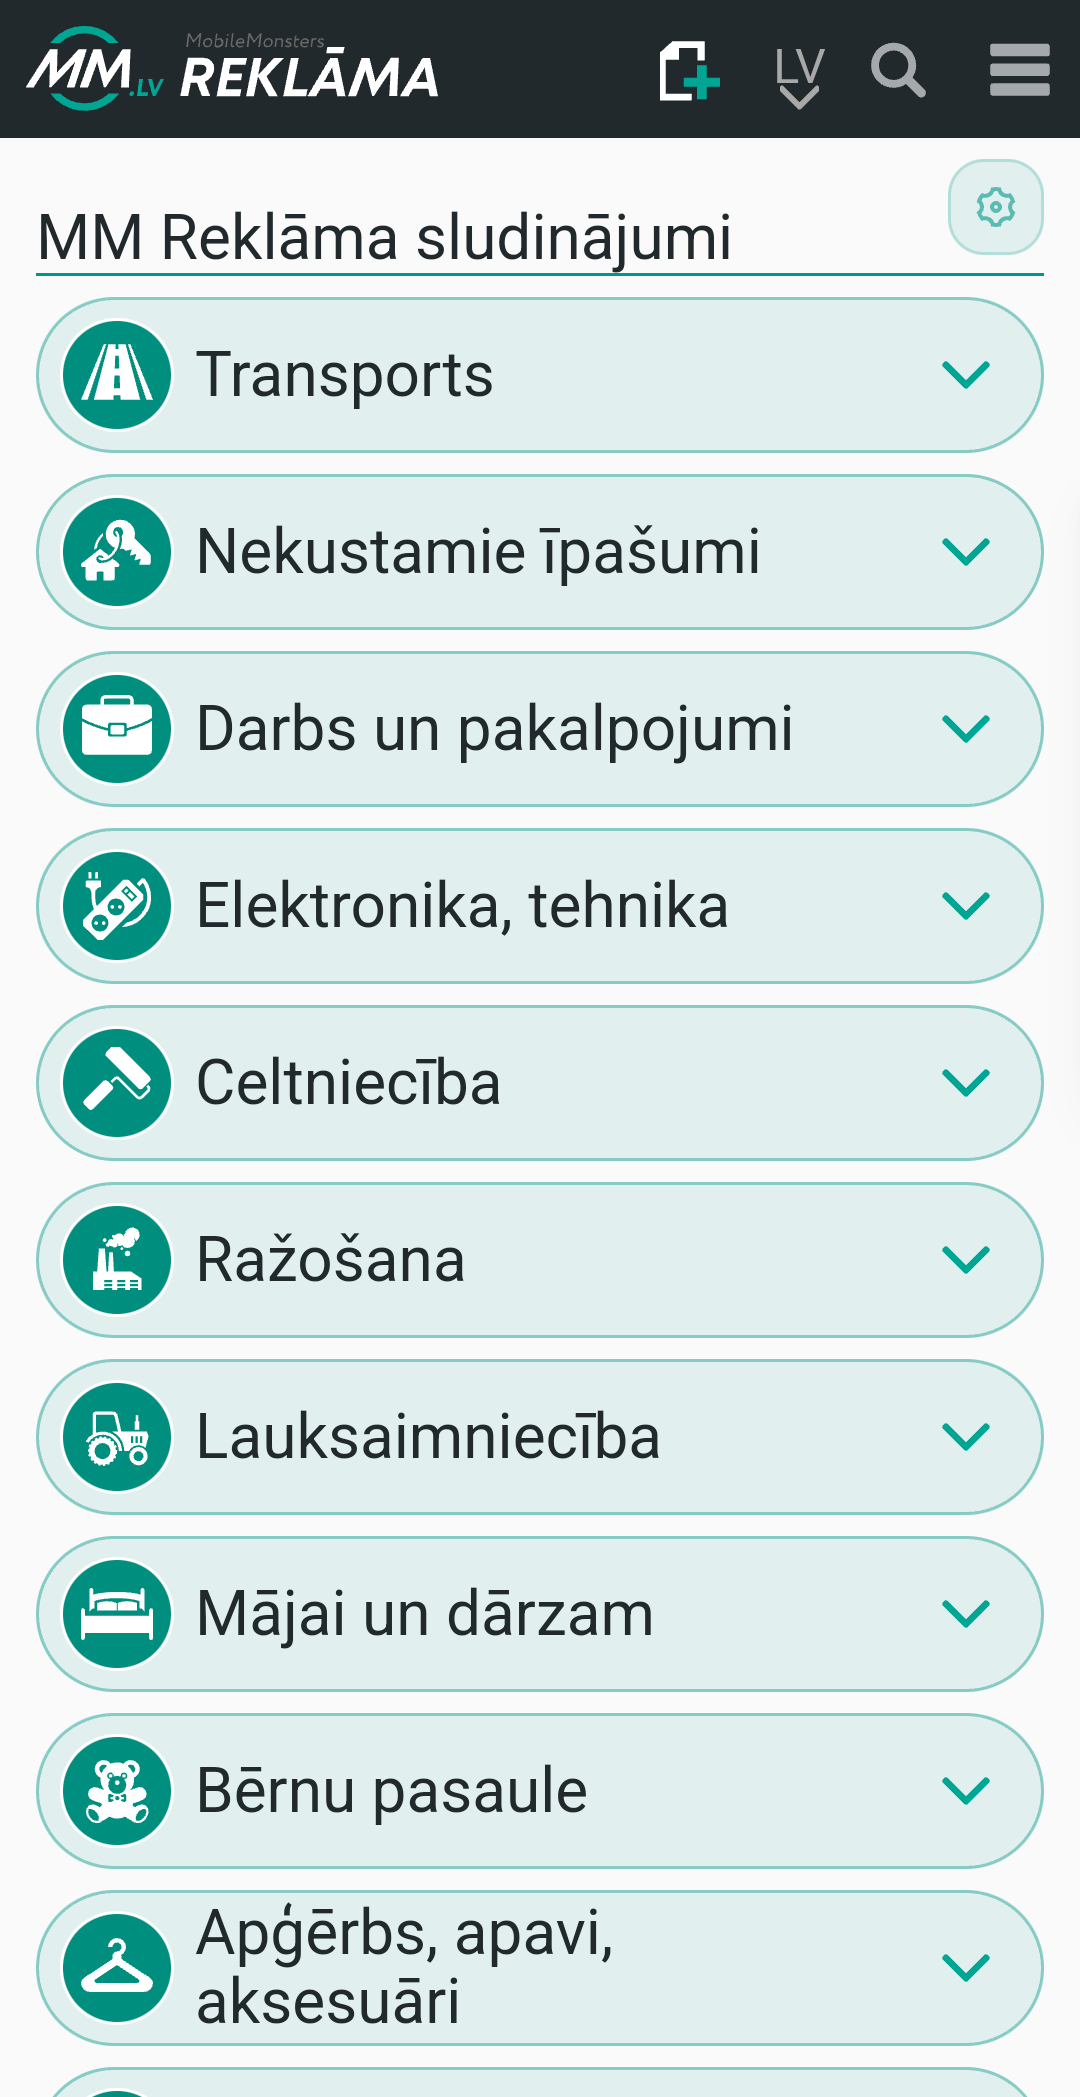 MobileMonsters
MM.LV REKLĀMA
LV
MM Reklāma sludinājumi
Transports
Nekustamie īpašumi
Darbs un pakalpojumi
Elektronika, tehnika
Celtniecība
Ražošana
Lauksaimniecība
Mājai un dārzam
Bērnu pasaule
Apģērbs, apavi,
aksesuāri